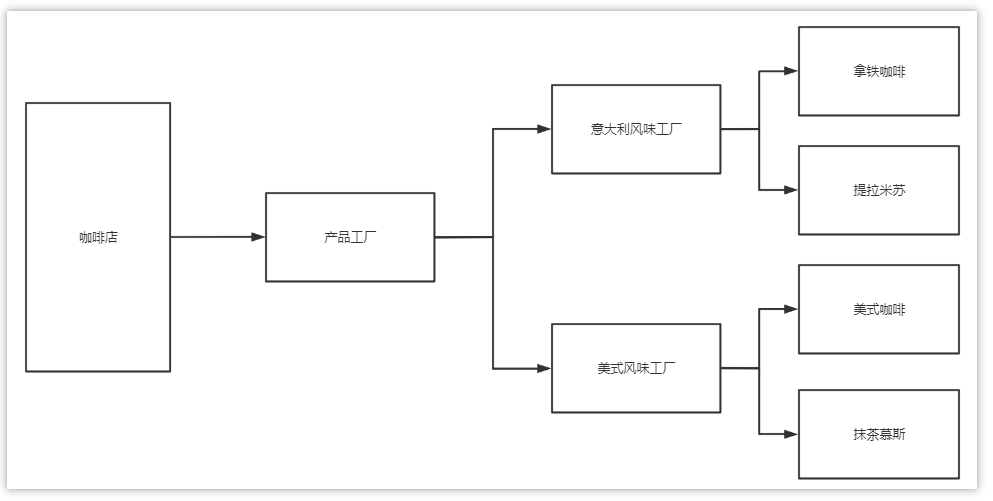 咖啡店
产品工厂
意大利风味工厂
拿铁咖啡
提拉米苏
美式风味工厂
美式咖啡
抹茶慕斯